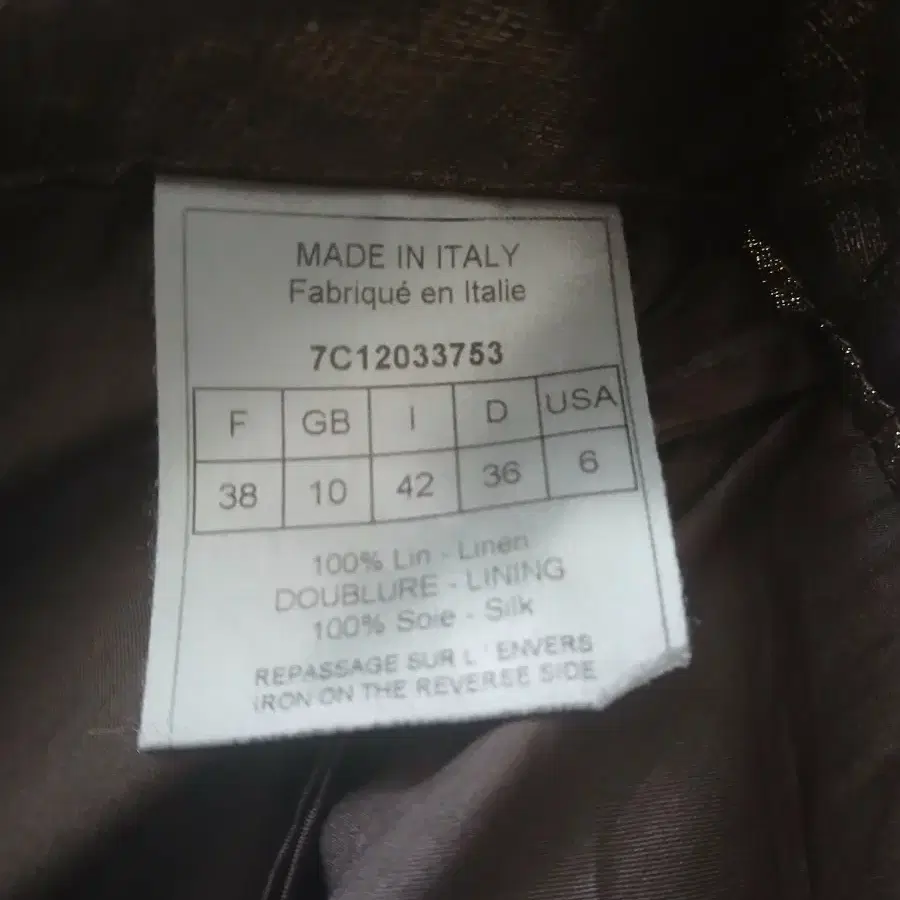 MADE IN ITALY
Fabriqué en Italie
7C12033753
F GB I D USA
38 10 42 36 6
100% Lin - Linen
DOUBLURE - LINING
100% Soie - Silk
REPASSAGE SUR L'ENVERS
IRON ON THE REVERSE SIDE